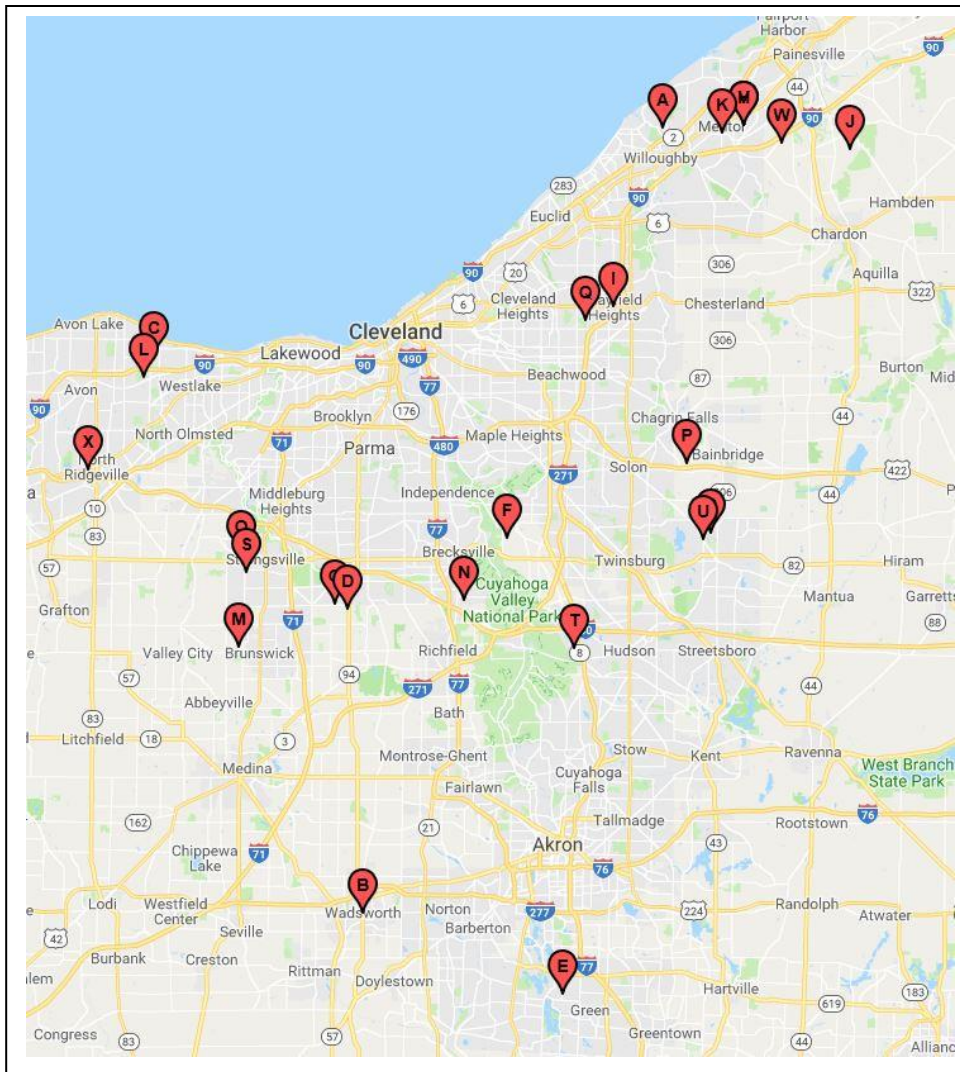 Fairport
Harbor
Painesville
90
44
A
K
M
W
J
90
Mentor
2
Willoughby
283
90
Hambden
Euclid
6
Chardon
90
20
306
Aquilla
I
Q
322
6
Cleveland
Heights
Mayfield
Heights
Chesterland
Avon Lake
C
Cleveland
306
L
Lakewood
490
90
90
Burton
Avon
Westlake
77
Beachwood
87
90
176
Brooklyn
44
Chagrin Falls
North Olmsted
71
Parma
480
Maple Heights
P
X
North
Ridgeville
Bainbridge
271
Solon
422
Middleburg
Heights
Independence
44
10
F
306
U
83
77
S
Strongsville
Brecksville
57
Twinsburg
82
Hiram
N
D
Cuyahoga
Valley
National Park
Mantua
Grafton
71
M
T
88
8
Valley City
Brunswick
Richfield
Hudson
Streetsboro
57
94
271
77
44
Abbeyville
Bath
83
Litchfield
18
3
Montrose-Ghent
Stow
Kent
Ravenna
Medina
West Branch
State Park
Fairlawn
Cuyahoga
Falls
76
162
21
Tallmadge
Rootstown
Akron
43
Chippewa
Lake
71
76
B
Lodi
Westfield
Center
Wadsworth
Norton
277
224
Randolph
Atwater
Seville
Barberton
42
Burbank
Creston
E
77
Rittman
Doylestown
Hartville
183
Green
619
Congress
57
Greentown
83
44